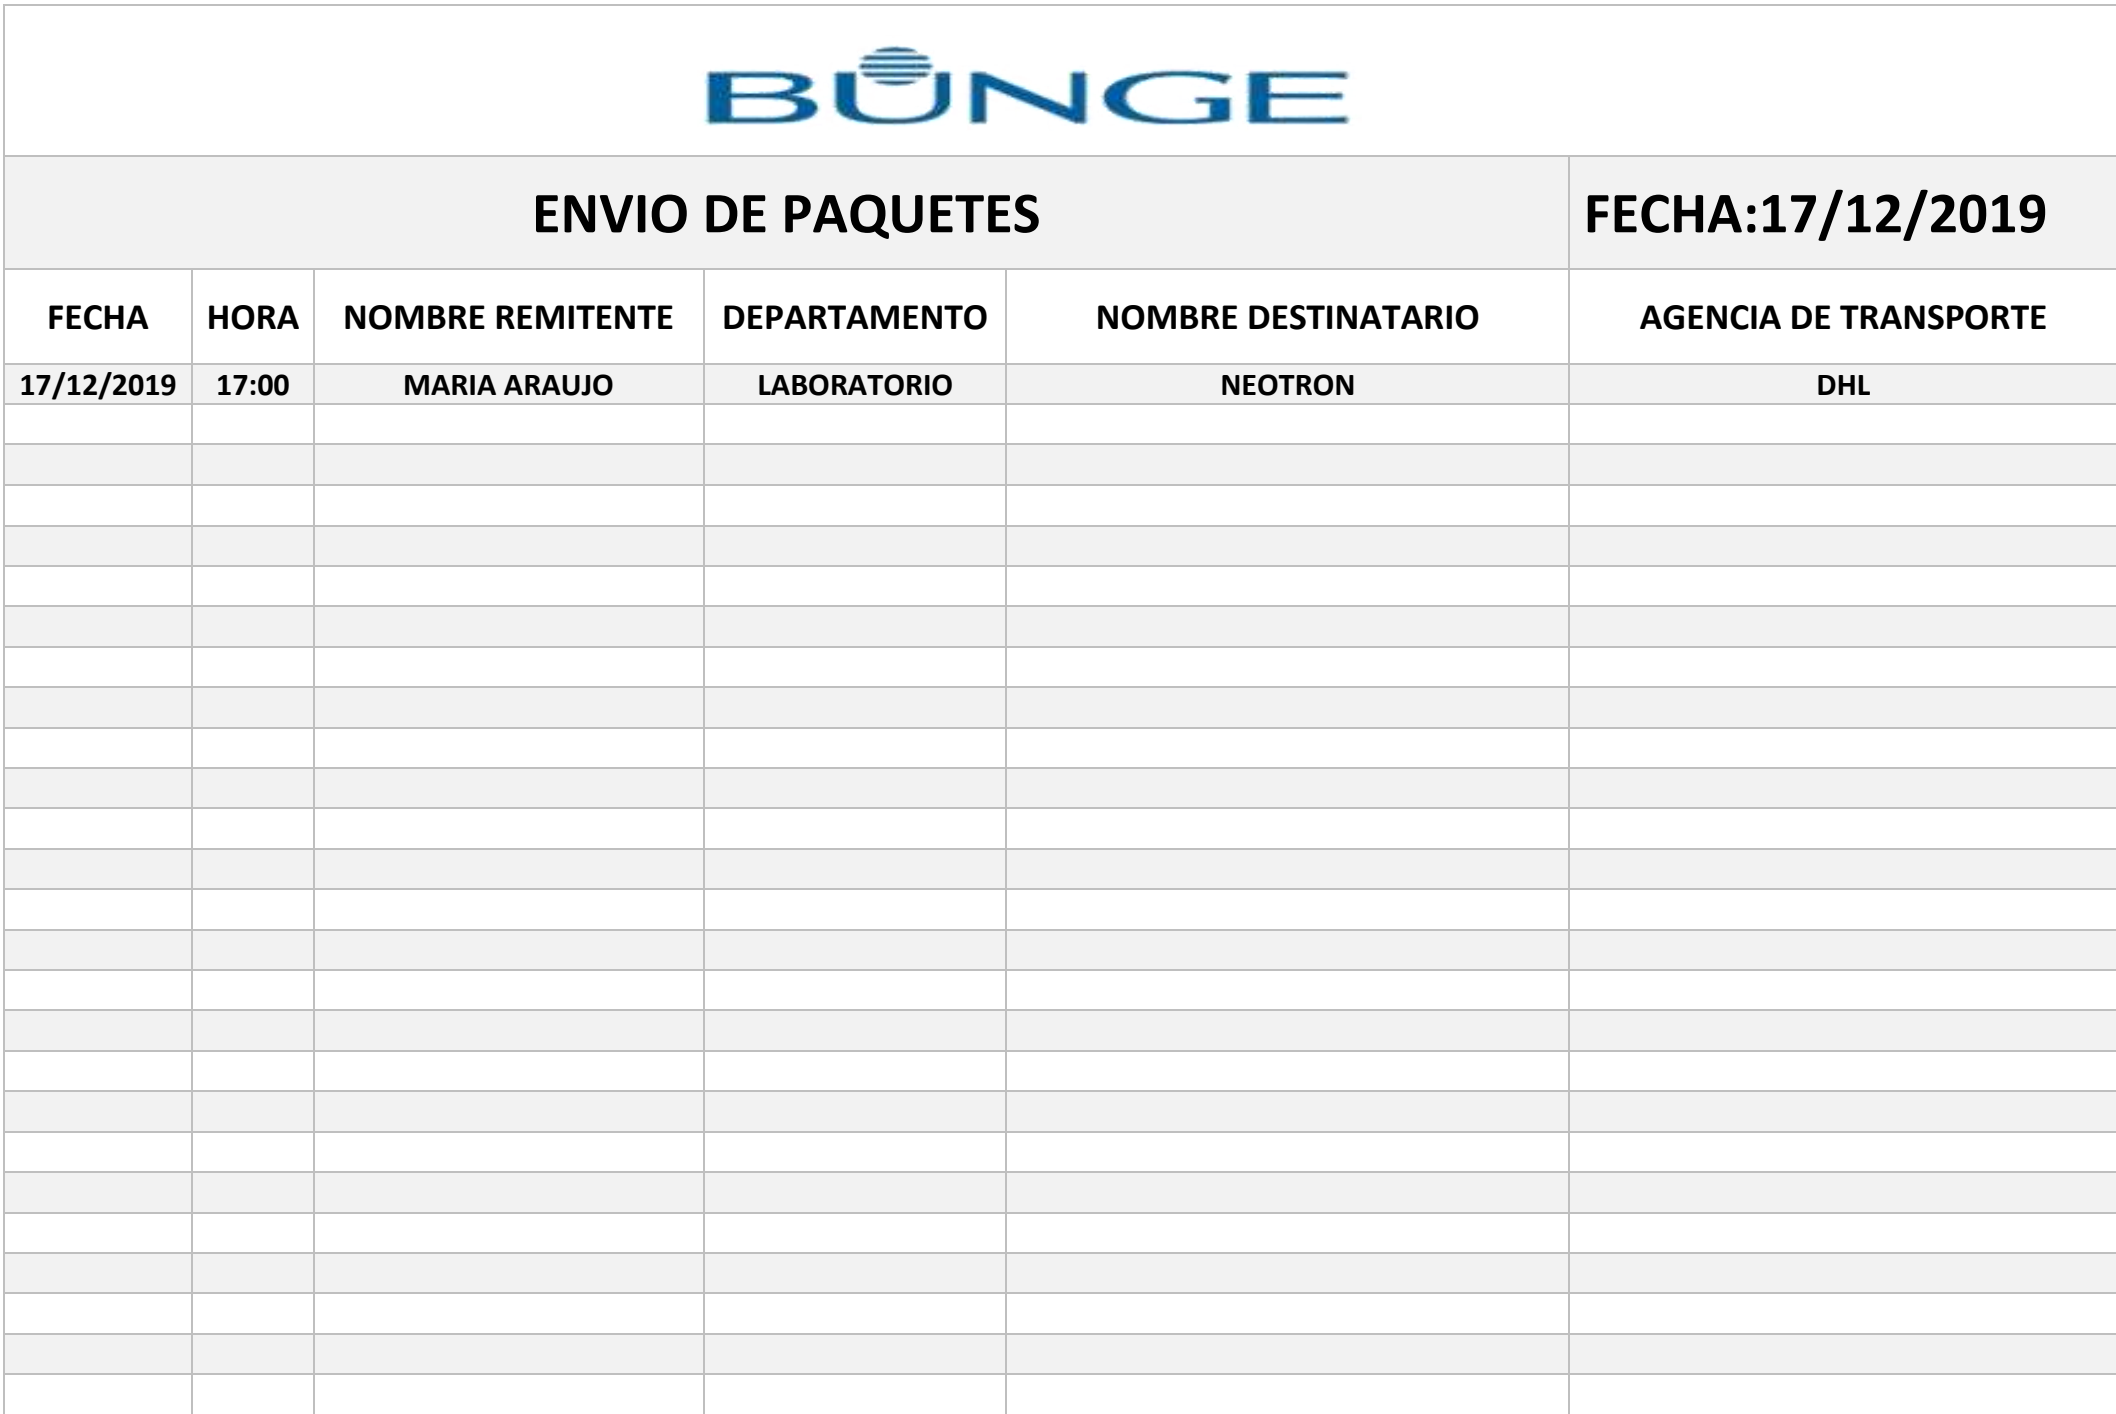 BUNGE
ENVIO DE PAQUETES FECHA:17/12/2019
FECHA HORA NOMBRE REMITENTE DEPARTAMENTO NOMBRE DESTINATARIO AGENCIA DE TRANSPORTE
17/12/2019 17:00 MARIA ARAUJO LABORATORIO NEOTRON DHL